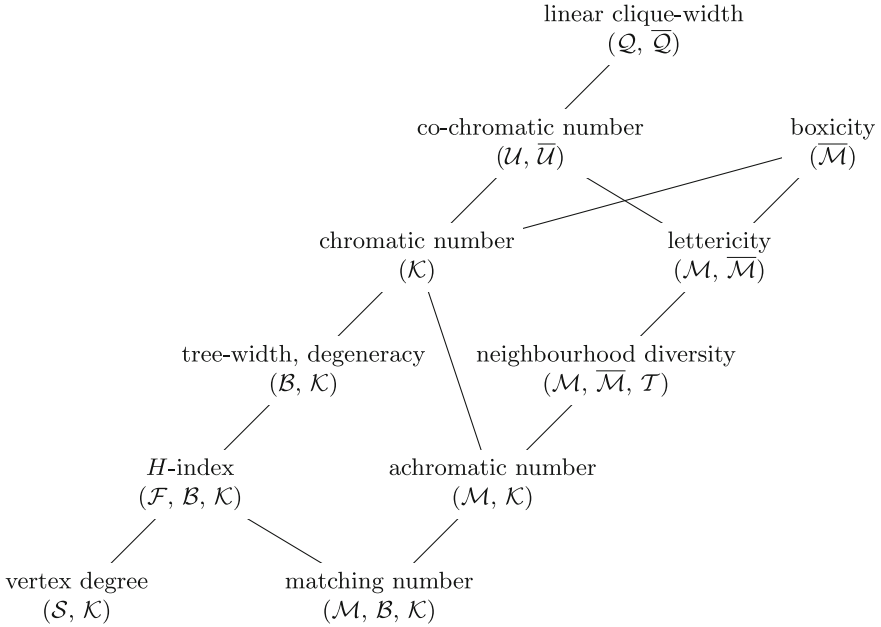 linear clique-width
(𝒬, 𝒬̅)
co-chromatic number
(𝒰, 𝒰̅)
boxicity
(ℳ̅)
chromatic number
(𝒦)
lettericity
(ℳ, ℳ̅)
tree-width, degeneracy
(ℬ, 𝒦)
neighbourhood diversity
(ℳ, ℳ̅, 𝒯)
H-index
(ℱ, ℬ, 𝒦)
achromatic number
(ℳ, 𝒦)
vertex degree
(𝒮, 𝒦)
matching number
(ℳ, ℬ, 𝒦)